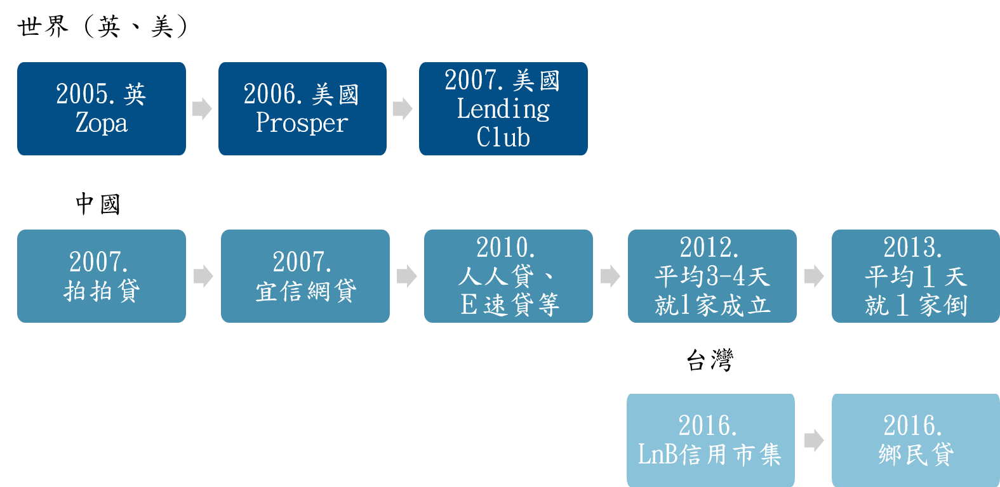 世界（英、美）
2005.英
Zopa
2006.美國
Prosper
2007.美國
Lending
Club
中國
2007.
拍拍貸
2007.
宜信網貸
2010.
人人貸、
Ｅ速貸等
2012.
平均3-4天
就1家成立
2013.
平均１天
就１家倒
台灣
2016.
LnB信用市集
2016.
鄉民貸